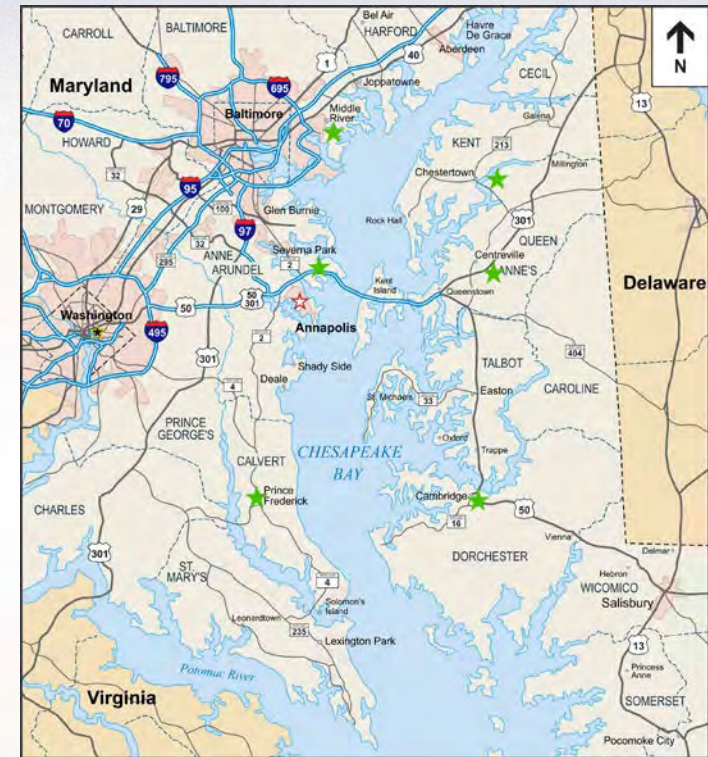 CARROLL
BALTIMORE
Bel Air
HARFORD
Havre
De Grace
Aberdeen
N
795
695
1
40
Joppatowne
CECIL
13
Maryland
Middle
River
70
Baltimore
KENT
Galena
HOWARD
213
32
95
Chestertown
Millington
MONTGOMERY
29
100
Glen Burnie
Rock Hall
301
97
32
QUEEN
295
ANNE
ARUNDEL
Severna Park
2
Centreville
ANNE'S
Kent
Island
Queenstown
Delaware
Washington
50
50
301
495
Annapolis
301
2
TALBOT
404
Shady Side
Deale
4
St. Michaels
33
Easton
CAROLINE
PRINCE
GEORGE'S
Oxford
Trappe
CALVERT
CHESAPEAKE
BAY
Prince
Frederick
Cambridge
CHARLES
16
50
Vienna
Delmar
301
DORCHESTER
ST.
MARY'S
4
Hebron
WICOMICO
Salisbury
Solomon's
Island
Leonardtown
235
Lexington Park
13
Potomac River
Princess
Anne
Virginia
SOMERSET
Pocomoke City